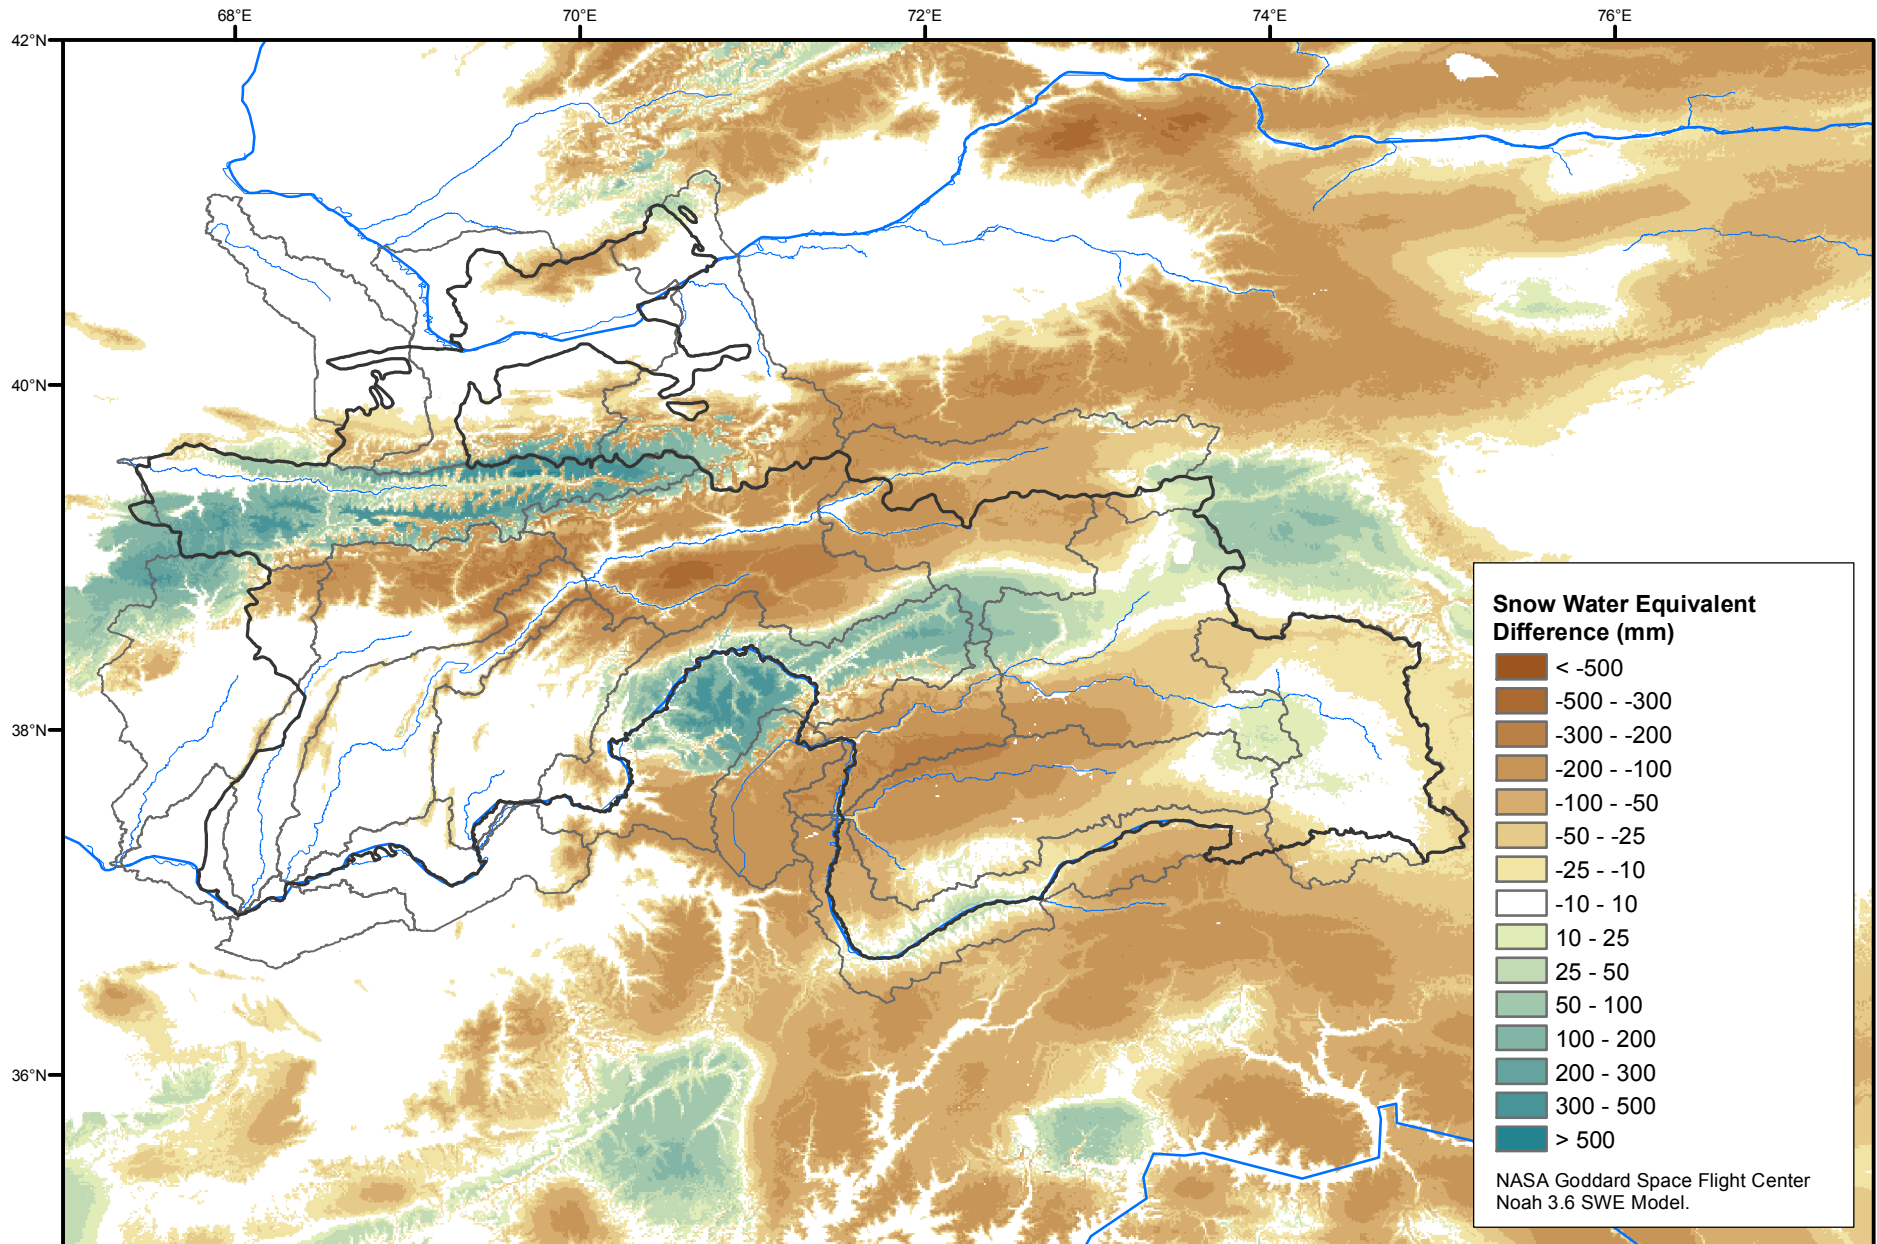 68°E
70°E
72°E
74°E
76°E
42°N
40°N
38°N
36°N
Snow Water Equivalent
Difference (mm)
< -500
-500 - -300
-300 - -200
-200 - -100
-100 - -50
-50 - -25
-25 - -10
-10 - 10
10 - 25
25 - 50
50 - 100
100 - 200
200 - 300
300 - 500
> 500
NASA Goddard Space Flight Center
Noah 3.6 SWE Model.